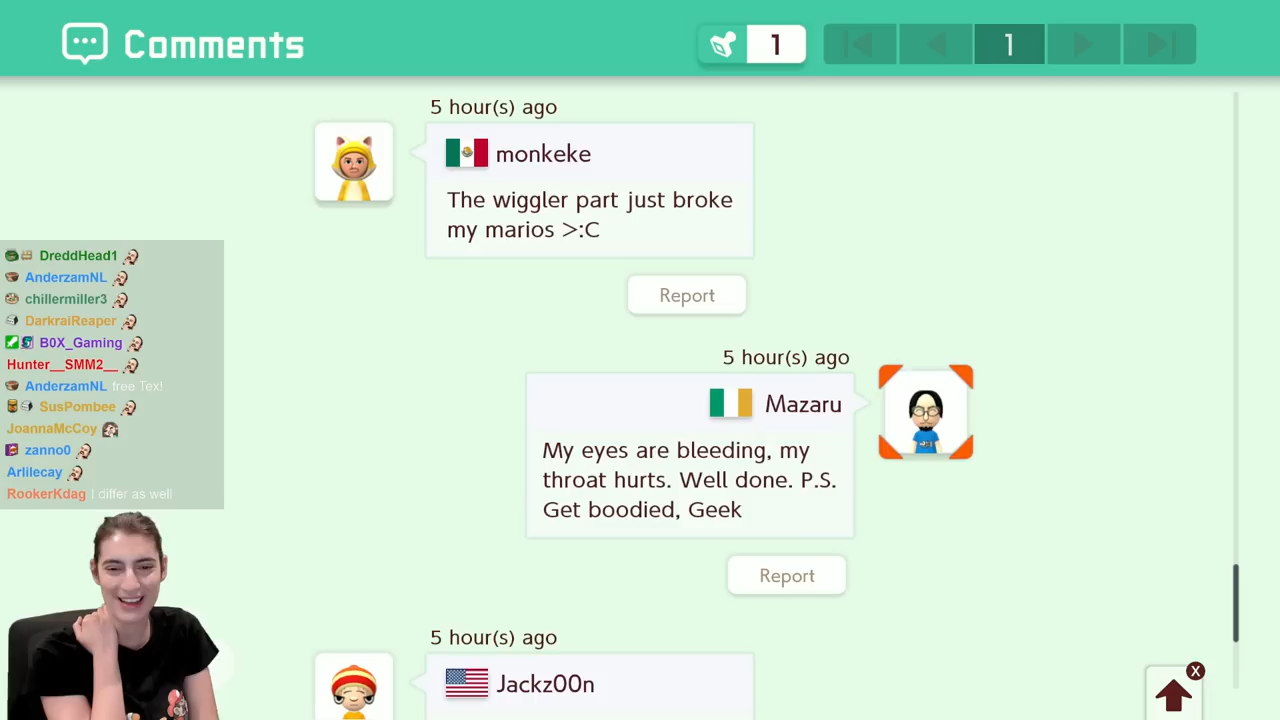 Comments
1
1
5 hour(s) ago
monkeke
The wiggler part just broke
my marios >:C
Report
5 hour(s) ago
Mazaru
My eyes are bleeding, my
throat hurts. Well done. P.S.
Get boodied, Geek
Report
5 hour(s) ago
Jackz00n
X
DreddHead1
AnderzamNL
chillermiller3
DarkraiReaper
B0X_Gaming
Hunter__SMM2__
AnderzamNL free Tex!
SusPombee
JoannaMcCoy
zanno0
Arlilecay
RookerKdag I differ as well